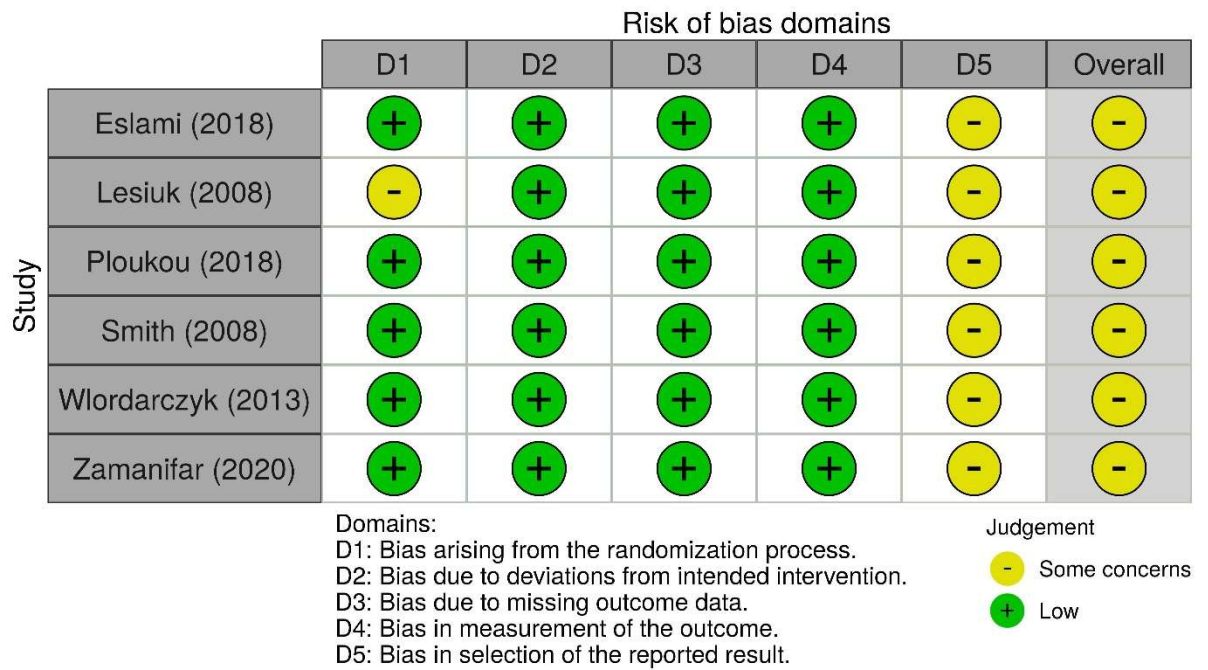 Risk of bias domains
D1 D2 D3 D4 D5 Overall
Study
Eslami (2018) + + + + - -
Lesiuk (2008) - + + + - -
Ploukou (2018) + + + + - -
Smith (2008) + + + + - -
Wlordarczyk (2013) + + + + - -
Zamanifar (2020) + + + + - -
Domains:
D1: Bias arising from the randomization process.
D2: Bias due to deviations from intended intervention.
D3: Bias due to missing outcome data.
D4: Bias in measurement of the outcome.
D5: Bias in selection of the reported result.
Judgement
- Some concerns
+ Low